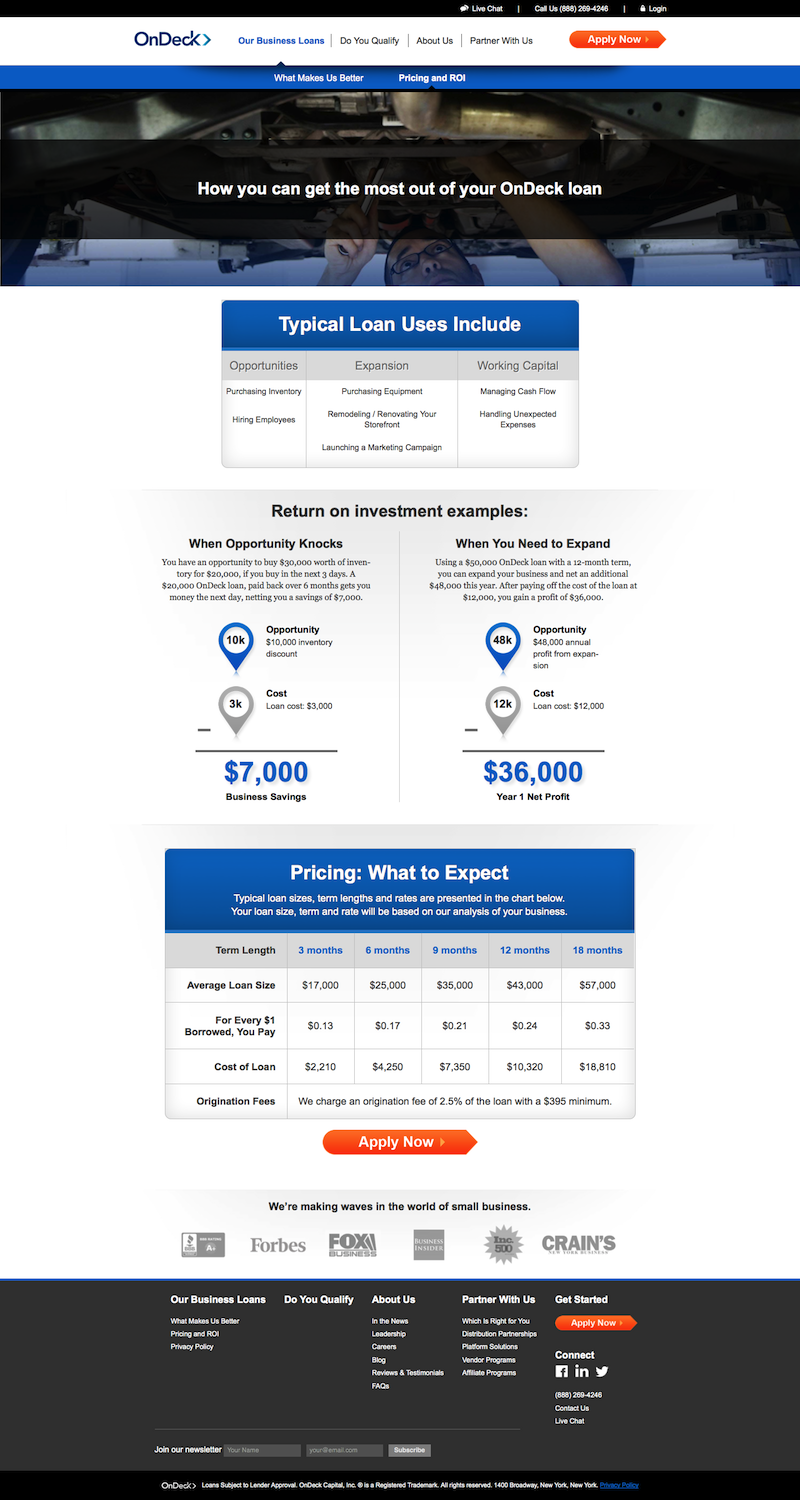 Live Chat | Call Us (888) 269-4246 | Login
OnDeck
Our Business Loans | Do You Qualify | About Us | Partner With Us
Apply Now
What Makes Us Better
Pricing and ROI
How you can get the most out of your OnDeck loan
Typical Loan Uses Include
Opportunities Expansion Working Capital
Purchasing Inventory
Hiring Employees
Purchasing Equipment
Remodeling / Renovating Your
Storefront
Launching a Marketing Campaign
Managing Cash Flow
Handling Unexpected
Expenses
Return on investment examples:
When Opportunity Knocks
You have an opportunity to buy $30,000 worth of inven-
tory for $20,000, if you buy in the next 3 days. A
$20,000 OnDeck loan, paid back over 6 months gets you
money the next day, netting you a savings of $7,000.
10k
Opportunity
$10,000 inventory
discount
3k
Cost
Loan cost: $3,000
$7,000
Business Savings
When You Need to Expand
Using a $50,000 OnDeck loan with a 12-month term,
you can expand your business and net an additional
$48,000 this year. After paying off the cost of the loan at
$12,000, you gain a profit of $36,000.
48k
Opportunity
$48,000 annual
profit from expan-
sion
12k
Cost
Loan cost: $12,000
$36,000
Year 1 Net Profit
Pricing: What to Expect
Typical loan sizes, term lengths and rates are presented in the chart below.
Your loan size, term and rate will be based on our analysis of your business.
Term Length 3 months 6 months 9 months 12 months 18 months
Average Loan Size $17,000 $25,000 $35,000 $43,000 $57,000
For Every $1
Borrowed, You Pay $0.13 $0.17 $0.21 $0.24 $0.33
Cost of Loan $2,210 $4,250 $7,350 $10,320 $18,810
Origination Fees We charge an origination fee of 2.5% of the loan with a $395 minimum.
Apply Now
We're making waves in the world of small business.
BBB
A+
Forbes
FOX
BUSINESS
BUSINESS
INSIDER
Inc.
500
CRAIN'S
NEW YORK BUSINESS
Our Business Loans
What Makes Us Better
Pricing and ROI
Privacy Policy
Do You Qualify
About Us
In the News
Leadership
Careers
Blog
Reviews & Testimonials
FAQs
Partner With Us
Which Is Right for You
Distribution Partnerships
Platform Solutions
Vendor Programs
Affiliate Programs
Get Started
Apply Now
Connect
(888) 269-4246
Contact Us
Live Chat
Join our newsletter Your Name your@email.com Subscribe
OnDeck Loans Subject to Lender Approval. OnDeck Capital, Inc. ® is a Registered Trademark. All rights reserved. 1400 Broadway, New York, New York. Privacy Policy